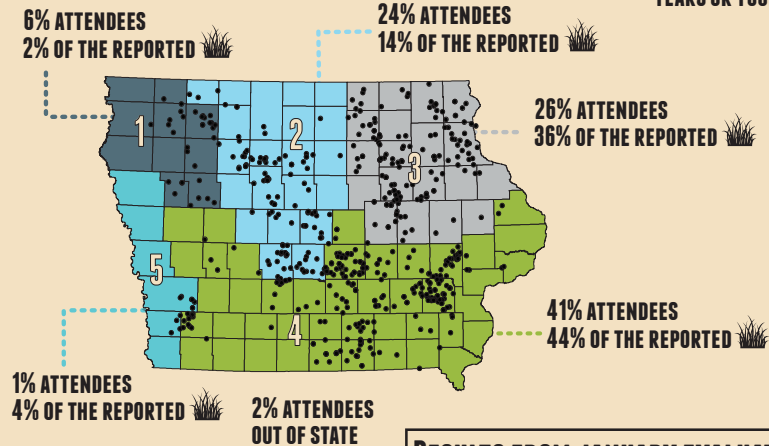 6% ATTENDEES
2% OF THE REPORTED
24% ATTENDEES
14% OF THE REPORTED
26% ATTENDEES
36% OF THE REPORTED
1
2
3
5
4
41% ATTENDEES
44% OF THE REPORTED
1% ATTENDEES
4% OF THE REPORTED
2% ATTENDEES
OUT OF STATE